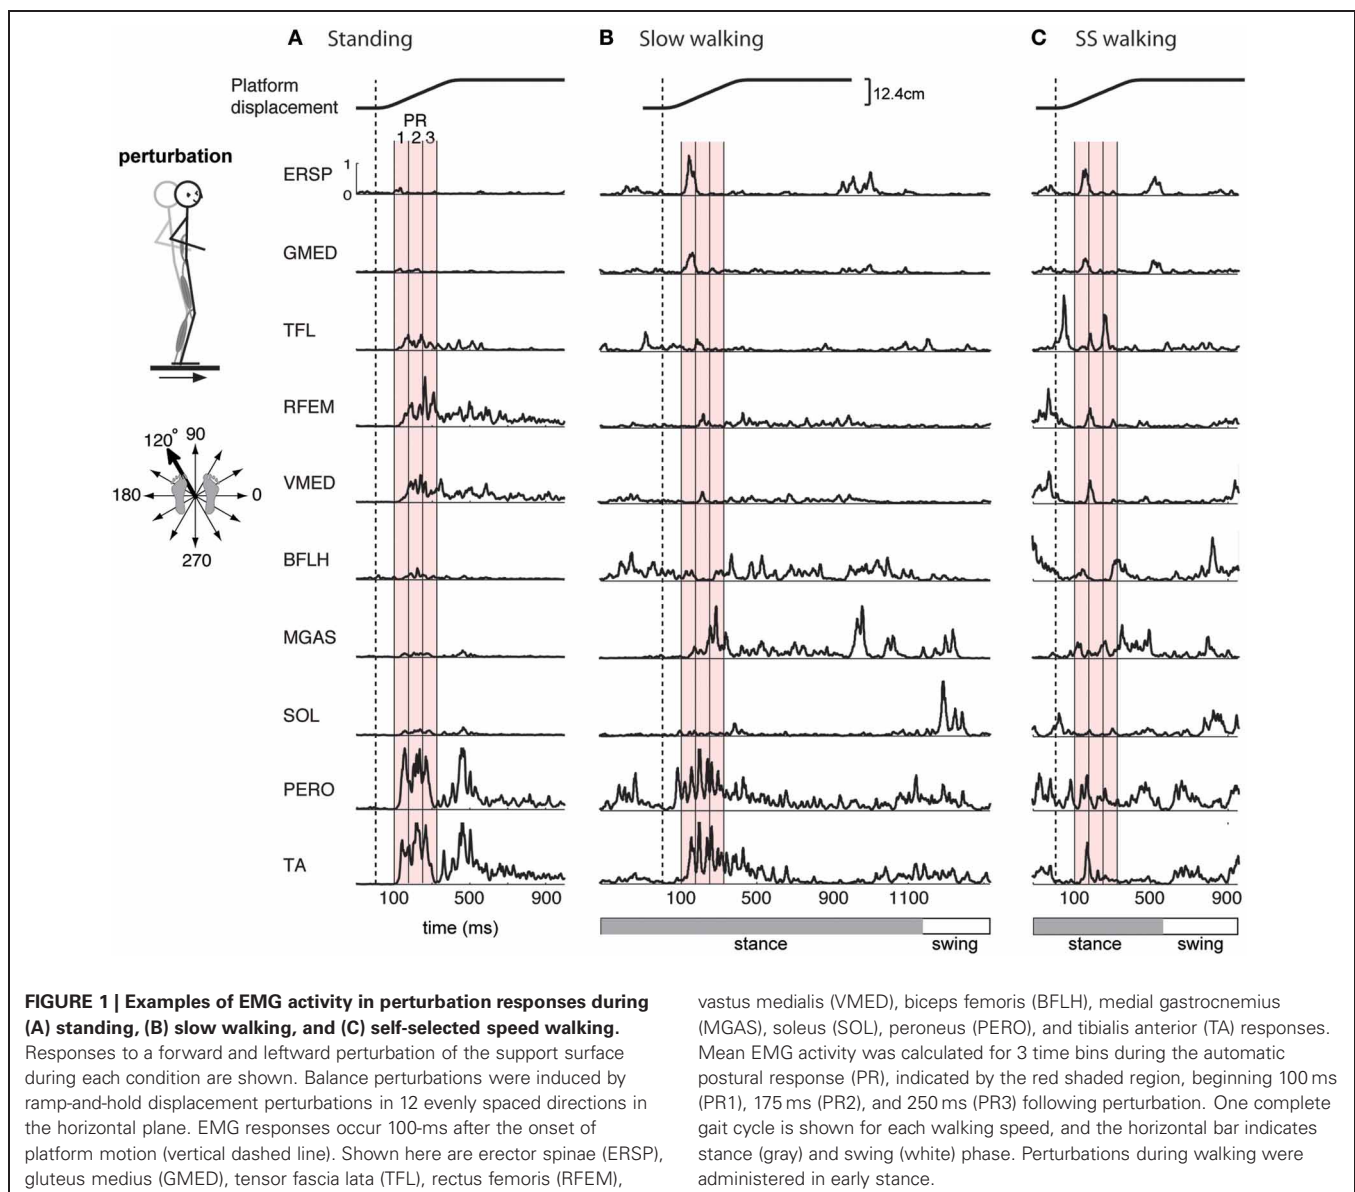 A Standing
B Slow walking
C SS walking
Platform
displacement
12.4cm
PR
1 2 3
perturbation
1
0
ERSP
GMED
TFL
RFEM
120° 90
VMED
180 0
270
BFLH
MGAS
SOL
PERO
TA
100 500 900
100 500 900 1100
100 500 900
time (ms)
stance swing
stance swing
FIGURE 1 | Examples of EMG activity in perturbation responses during
(A) standing, (B) slow walking, and (C) self-selected speed walking.
Responses to a forward and leftward perturbation of the support surface
during each condition are shown. Balance perturbations were induced by
ramp-and-hold displacement perturbations in 12 evenly spaced directions in
the horizontal plane. EMG responses occur 100-ms after the onset of
platform motion (vertical dashed line). Shown here are erector spinae (ERSP),
gluteus medius (GMED), tensor fascia lata (TFL), rectus femoris (RFEM),
vastus medialis (VMED), biceps femoris (BFLH), medial gastrocnemius
(MGAS), soleus (SOL), peroneus (PERO), and tibialis anterior (TA) responses.
Mean EMG activity was calculated for 3 time bins during the automatic
postural response (PR), indicated by the red shaded region, beginning 100 ms
(PR1), 175 ms (PR2), and 250 ms (PR3) following perturbation. One complete
gait cycle is shown for each walking speed, and the horizontal bar indicates
stance (gray) and swing (white) phase. Perturbations during walking were
administered in early stance.